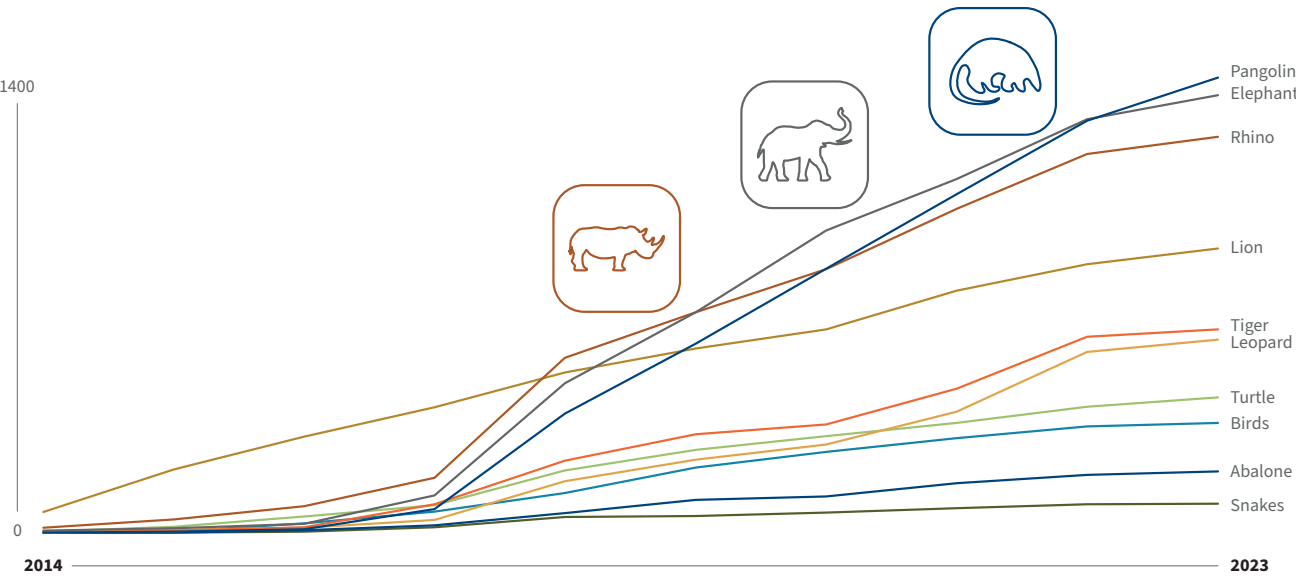 1400
0
Pangolin
Elephant
Rhino
Lion
Tiger
Leopard
Turtle
Birds
Abalone
Snakes
2014
2023